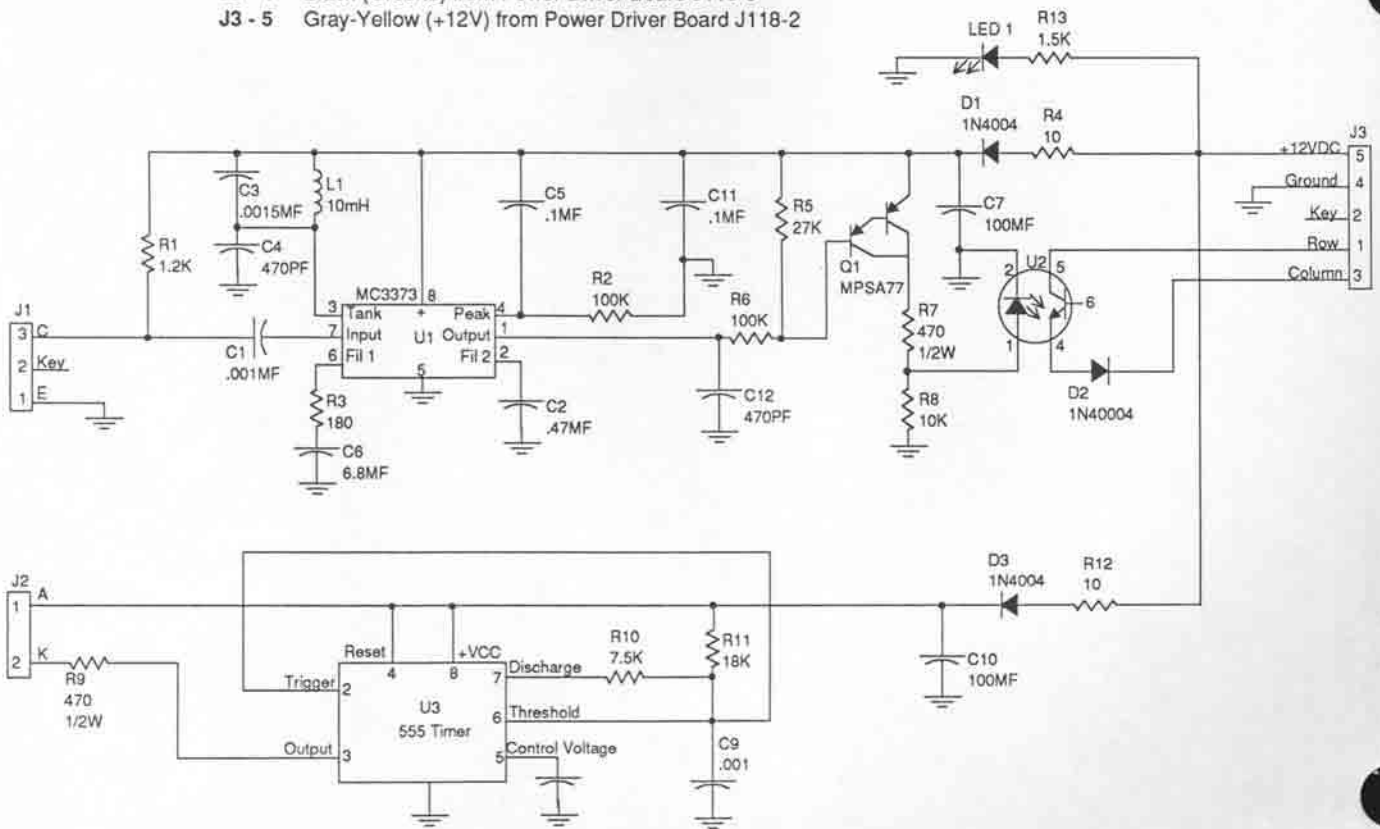 J3 - 5 Gray-Yellow (+12V) from Power Driver Board J118-2
LED 1
R13
1.5K
D1
1N4004
R4
10
J3
+12VDC
5
Ground
4
Key
2
Row
1
Column
3
C3
.0015MF
L1
10mH
C5
.1MF
C11
.1MF
R5
27K
C7
100MF
R1
1.2K
C4
470PF
Q1
MPSA77
2
U2
5
6
1
4
J1
3
C
2
Key
1
E
C1
.001MF
MC3373
8
3
Tank
+
Peak
4
7
Input
U1
Output
1
6
Fil 1
Fil 2
2
5
R2
100K
R6
100K
R7
470
1/2W
R3
180
C2
.47MF
C12
470PF
R8
10K
D2
1N40004
C6
6.8MF
D3
1N4004
R12
10
J2
1
A
2
K
R9
470
1/2W
Reset
4
+VCC
8
R10
7.5K
R11
18K
C10
100MF
Trigger
2
7
Discharge
U3
555 Timer
6
Threshold
Output
3
5
Control Voltage
C9
.001